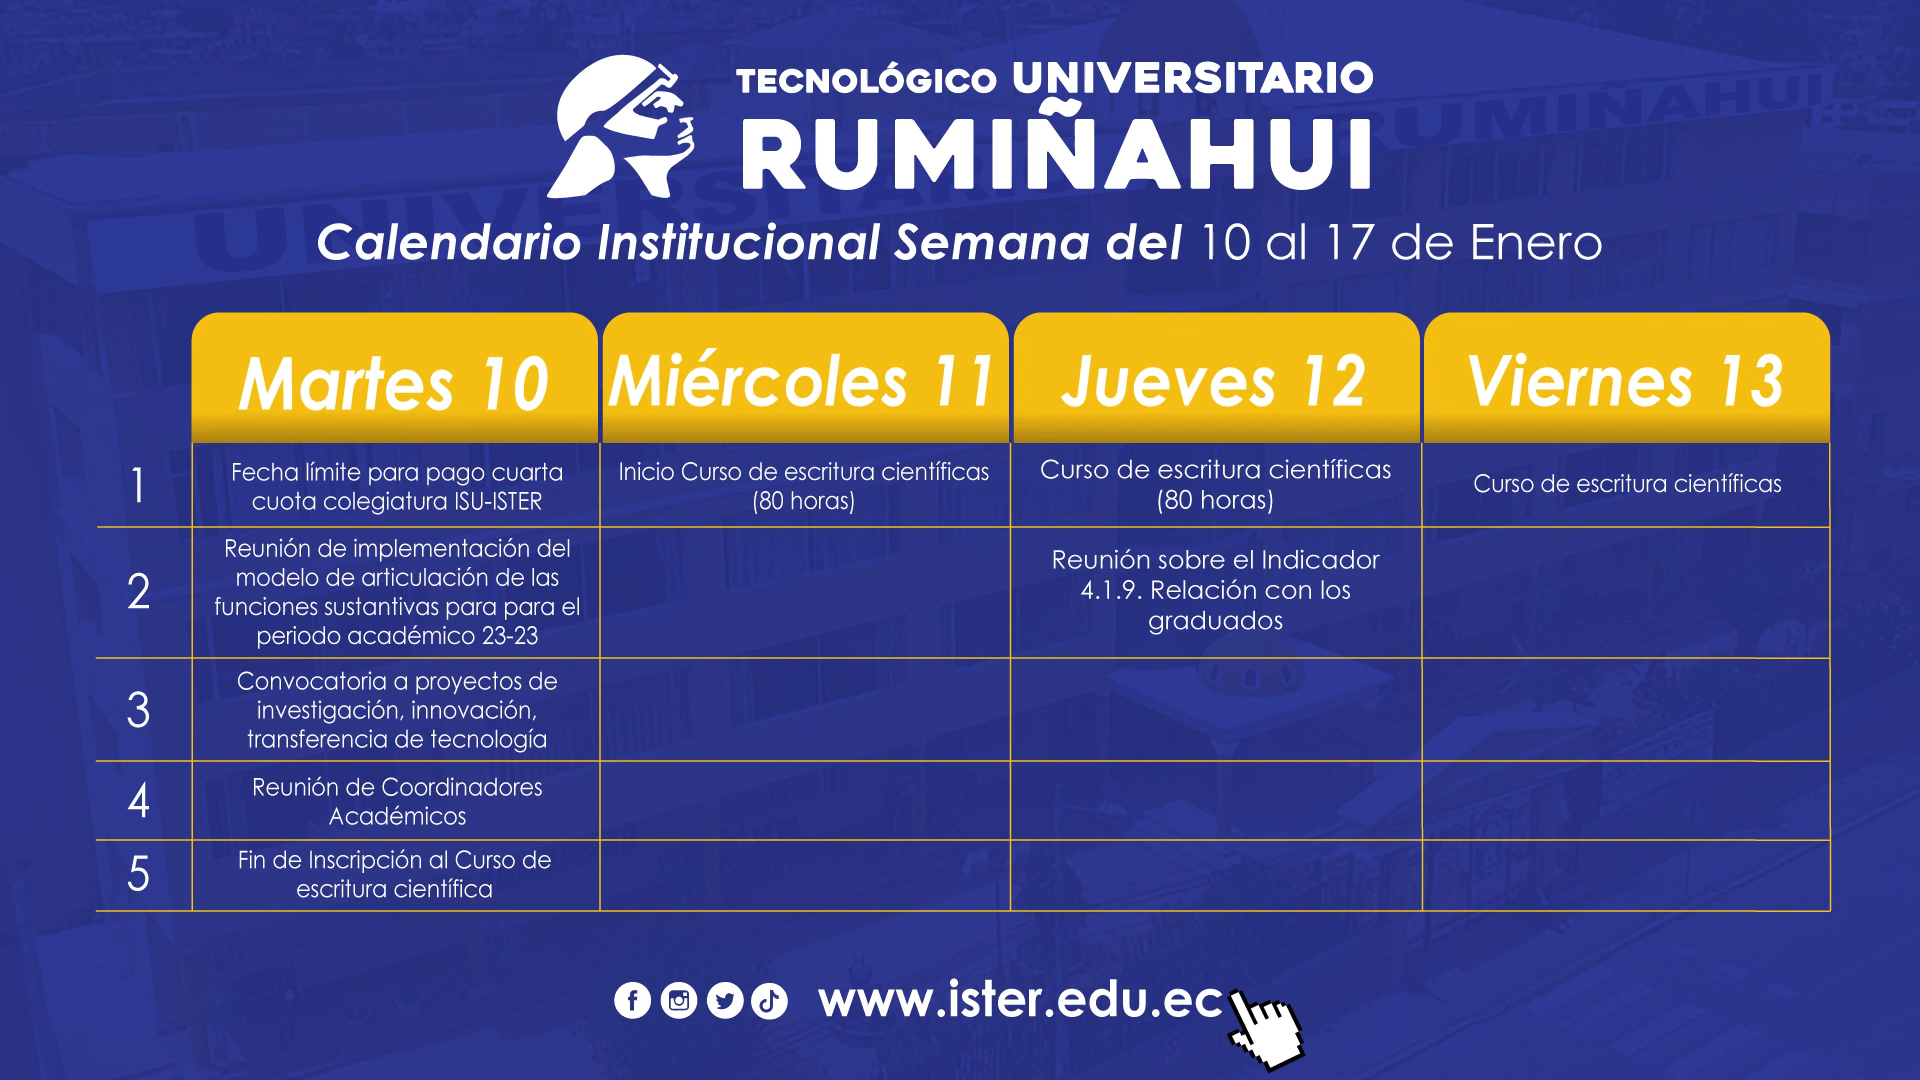 TECNOLÓGICO UNIVERSITARIO
RUMIÑAHUI
Calendario Institucional Semana del 10 al 17 de Enero
Martes 10
Miércoles 11
Jueves 12
Viernes 13
1
Fecha límite para pago cuarta
cuota colegiatura ISU-ISTER
Inicio Curso de escritura científicas
(80 horas)
Curso de escritura científicas
(80 horas)
Curso de escritura científicas
2
Reunión de implementación del
modelo de articulación de las
funciones sustantivas para para el
periodo académico 23-23
Reunión sobre el Indicador
4.1.9. Relación con los
graduados
3
Convocatoria a proyectos de
investigación, innovación,
transferencia de tecnología
4
Reunión de Coordinadores
Académicos
5
Fin de Inscripción al Curso de
escritura científica
www.ister.edu.ec
UNIVERSITARIO RUMIÑAHUI